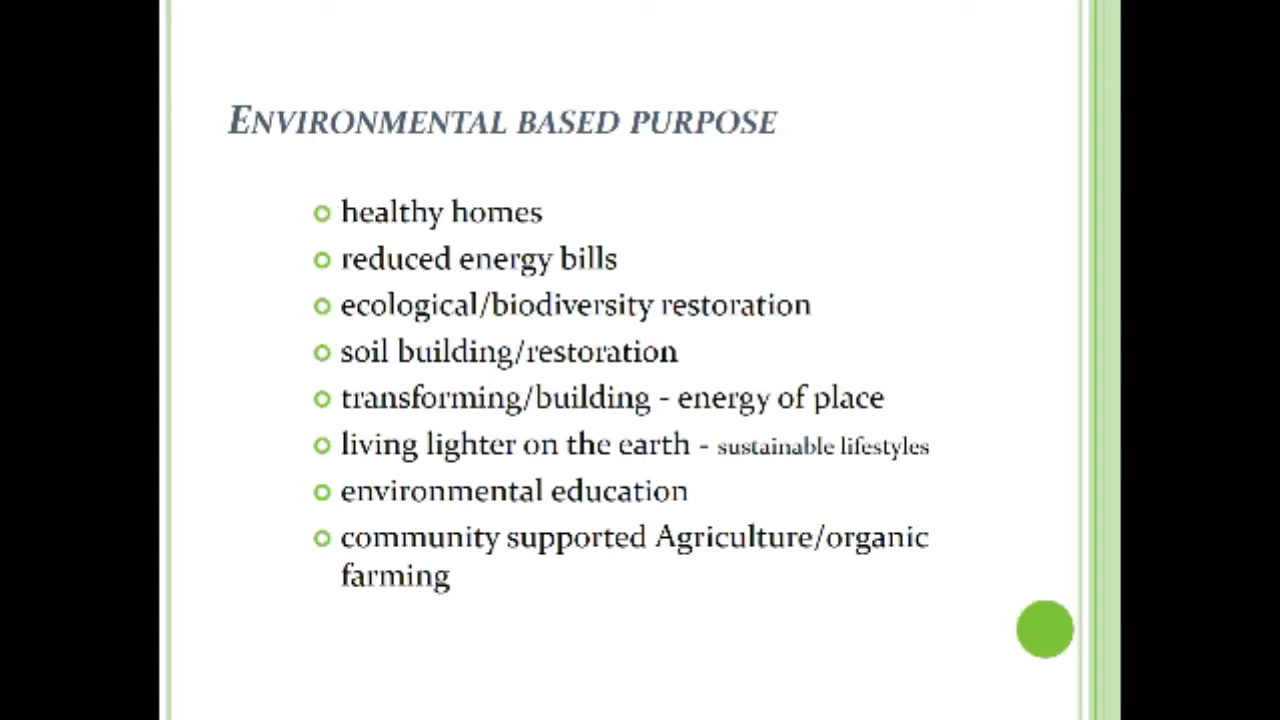 ENVIRONMENTAL BASED PURPOSE
healthy homes
reduced energy bills
ecological/biodiversity restoration
soil building/restoration
transforming/building - energy of place
living lighter on the earth - sustainable lifestyles
environmental education
community supported Agriculture/organic
farming